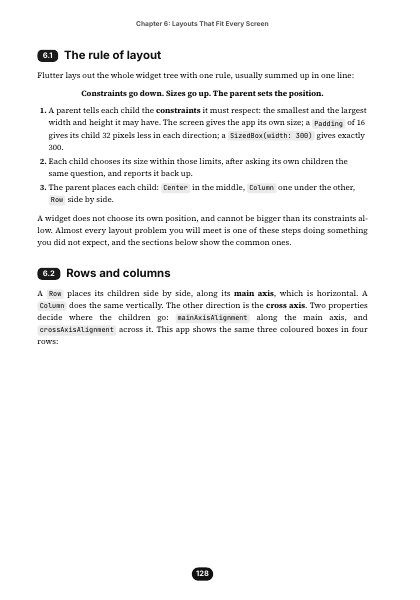 Chapter 6: Layouts That Fit Every Screen
6.1 The rule of layout
Flutter lays out the whole widget tree with one rule, usually summed up in one line:
Constraints go down. Sizes go up. The parent sets the position.
1. A parent tells each child the constraints it must respect: the smallest and the largest
width and height it may have. The screen gives the app its own size; a Padding of 16
gives its child 32 pixels less in each direction; a SizedBox(width: 300) gives exactly
300.
2. Each child chooses its size within those limits, after asking its own children the
same question, and reports it back up.
3. The parent places each child: Center in the middle, Column one under the other,
Row side by side.
A widget does not choose its own position, and cannot be bigger than its constraints al-
low. Almost every layout problem you will meet is one of these steps doing something
you did not expect, and the sections below show the common ones.
6.2 Rows and columns
A Row places its children side by side, along its main axis, which is horizontal. A
Column does the same vertically. The other direction is the cross axis. Two properties
decide where the children go: mainAxisAlignment along the main axis, and
crossAxisAlignment across it. This app shows the same three coloured boxes in four
rows:
128